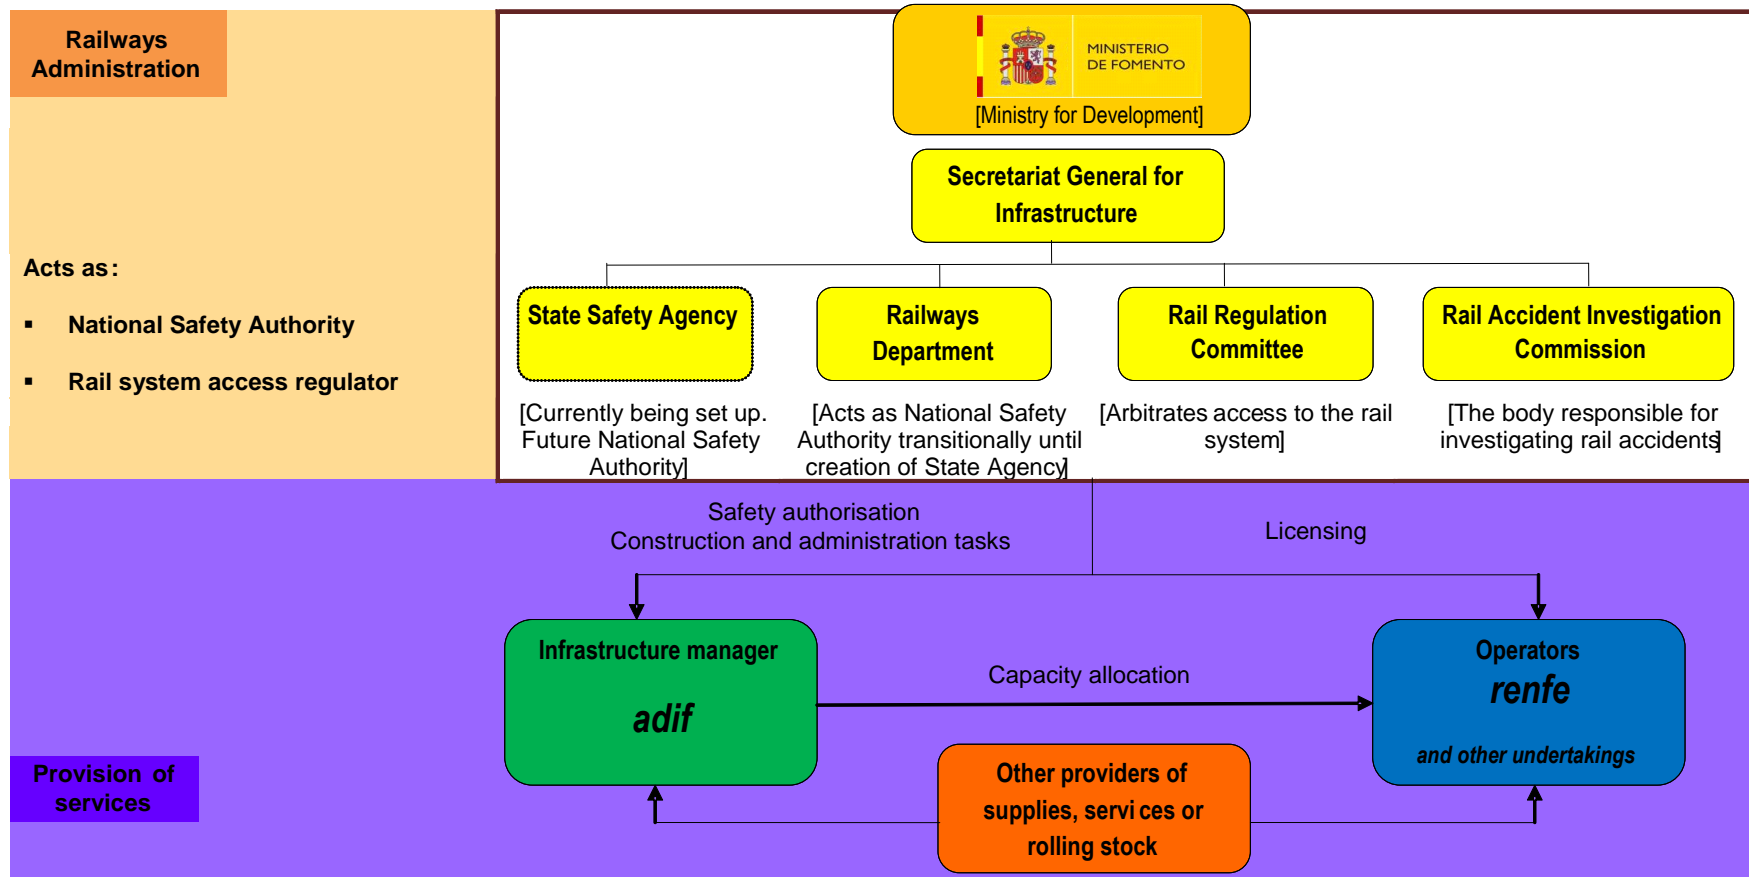 Railways
Administration
MINISTERIO
DE FOMENTO
[Ministry for Development]
Secretariat General for
Infrastructure
Acts as:
▪ National Safety Authority
▪ Rail system access regulator
State Safety Agency
[Currently being set up.
Future National Safety
Authority]
Railways
Department
[Acts as National Safety
Authority transitionally until
creation of State Agency]
Rail Regulation
Committee
[Arbitrates access to the rail
system]
Rail Accident Investigation
Commission
[The body responsible for
investigating rail accidents]
Safety authorisation
Construction and administration tasks
Licensing
Infrastructure manager
adif
Capacity allocation
Operators
renfe
and other undertakings
Provision of
services
Other providers of
supplies, services or
rolling stock